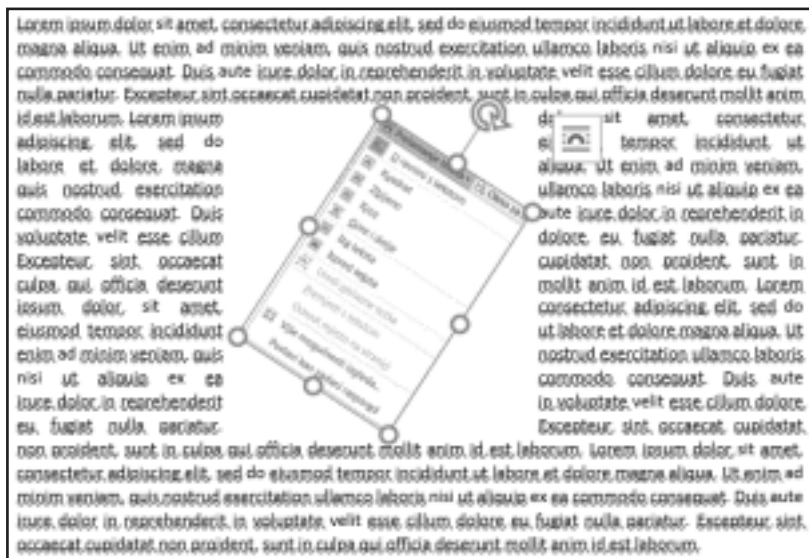 Lorem ipsum dolor sit amet, consectetur adipiscing elit, sed do eiusmod tempor incididunt ut labore et dolore
magna aliqua. Ut enim ad minim veniam, quis nostrud exercitation ullamco laboris nisi ut aliquip ex ea
commodo consequat. Duis aute irure dolor in reprehenderit in voluptate velit esse cillum dolore eu fugiat
nulla pariatur. Excepteur sint occaecat cupidatat non proident, sunt in culpa qui officia deserunt mollit anim
id est laborum. Lorem ipsum sit amet, consectetur
adipiscing elit, sed do tempor incididunt ut
labore et dolore magna aliqua. Ut enim ad minim veniam,
quis nostrud exercitation ullamco laboris nisi ut aliquip ex ea
commodo consequat. Duis aute irure dolor in reprehenderit in
voluptate velit esse cillum dolore eu fugiat nulla pariatur.
Excepteur sint occaecat cupidatat non proident, sunt in
culpa qui officia deserunt mollit anim id est laborum. Lorem
ipsum dolor sit amet, consectetur adipiscing elit, sed do
eiusmod tempor incididunt ut labore et dolore magna aliqua. Ut
enim ad minim veniam, quis nostrud exercitation ullamco laboris
nisi ut aliquip ex ea commodo consequat. Duis aute
irure dolor in reprehenderit in voluptate velit esse cillum dolore
eu fugiat nulla pariatur. Excepteur sint occaecat cupidatat
non proident, sunt in culpa qui officia deserunt mollit anim id est laborum. Lorem ipsum dolor sit amet,
consectetur adipiscing elit, sed do eiusmod tempor incididunt ut labore et dolore magna aliqua. Ut enim ad
minim veniam, quis nostrud exercitation ullamco laboris nisi ut aliquip ex ea commodo consequat. Duis aute
irure dolor in reprehenderit in voluptate velit esse cillum dolore eu fugiat nulla pariatur. Excepteur sint
occaecat cupidatat non proident, sunt in culpa qui officia deserunt mollit anim id est laborum.
U ravnini s tekstom
Kvadrat
Zbijeno
Kroz
Gore i dolje
Iza teksta
Ispred teksta